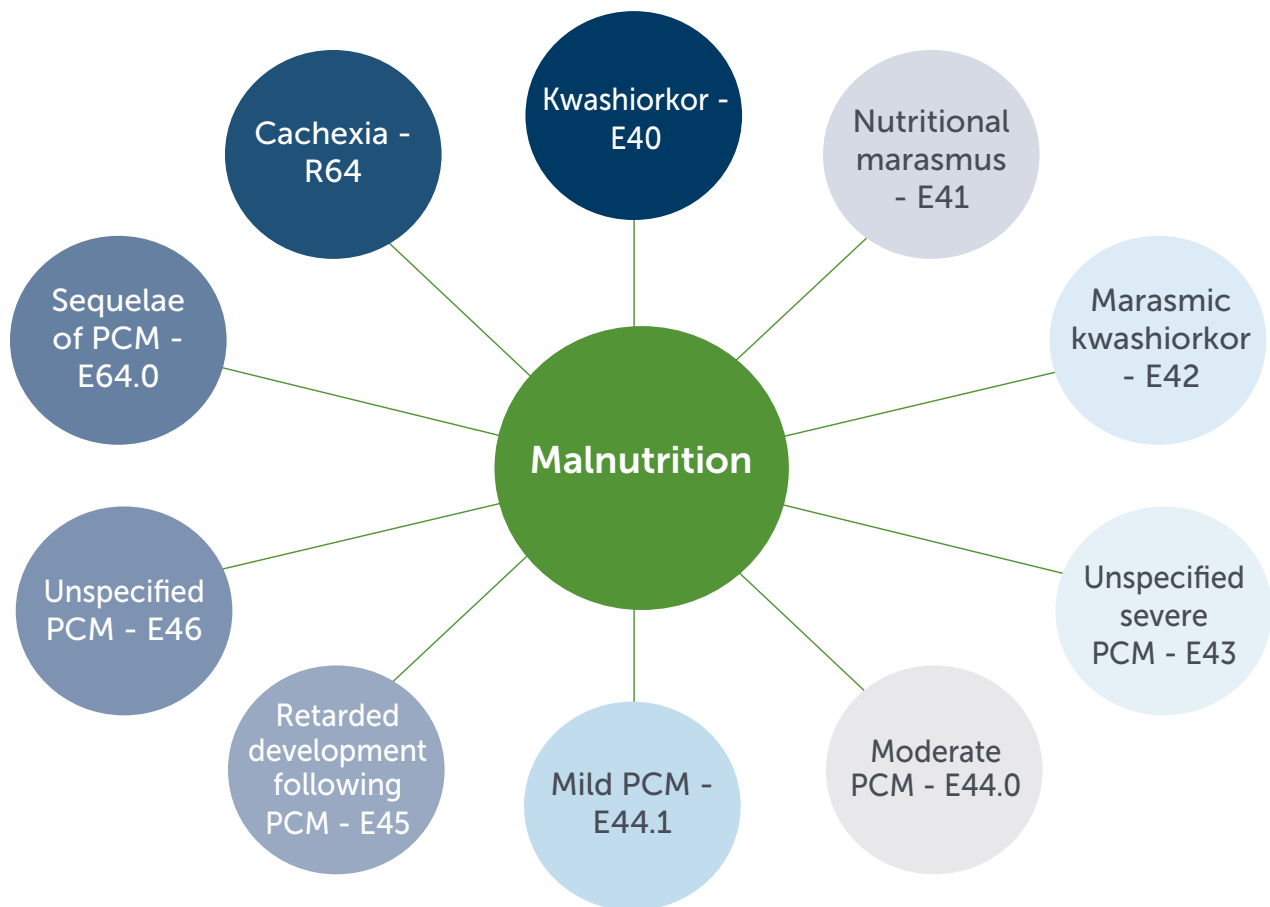 Kwashiorkor -
E40
Nutritional
marasmus
- E41
Marasmic
kwashiorkor
- E42
Unspecified
severe
PCM - E43
Moderate
PCM - E44.0
Mild PCM -
E44.1
Retarded
development
following
PCM - E45
Unspecified
PCM - E46
Sequelae
of PCM -
E64.0
Cachexia -
R64
Malnutrition